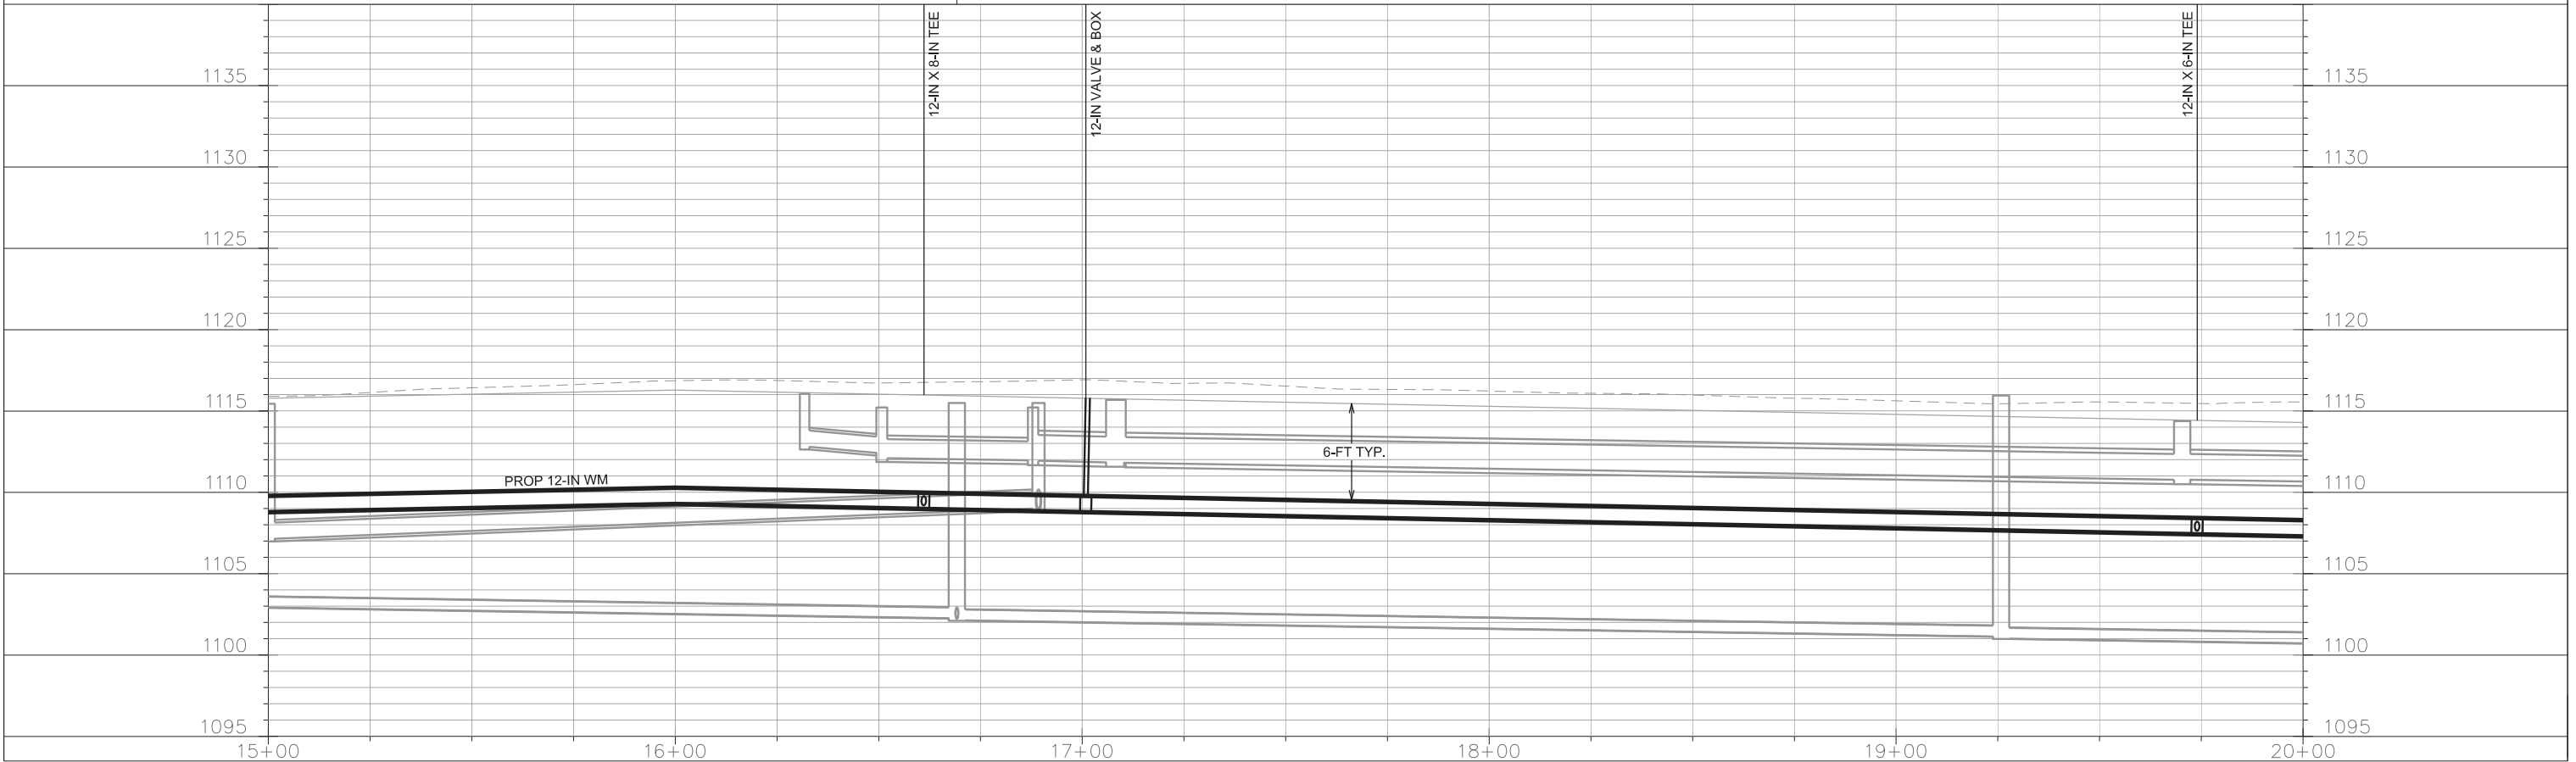 12-IN X 8-IN TEE
12-IN VALVE & BOX
12-IN X 6-IN TEE
1135 1135
1130 1130
1125 1125
1120 1120
1115 1115
6-FT TYP.
PROP 12-IN WM
1110 1110
1105 1105
1100 1100
1095 1095
15+00 16+00 17+00 18+00 19+00 20+00